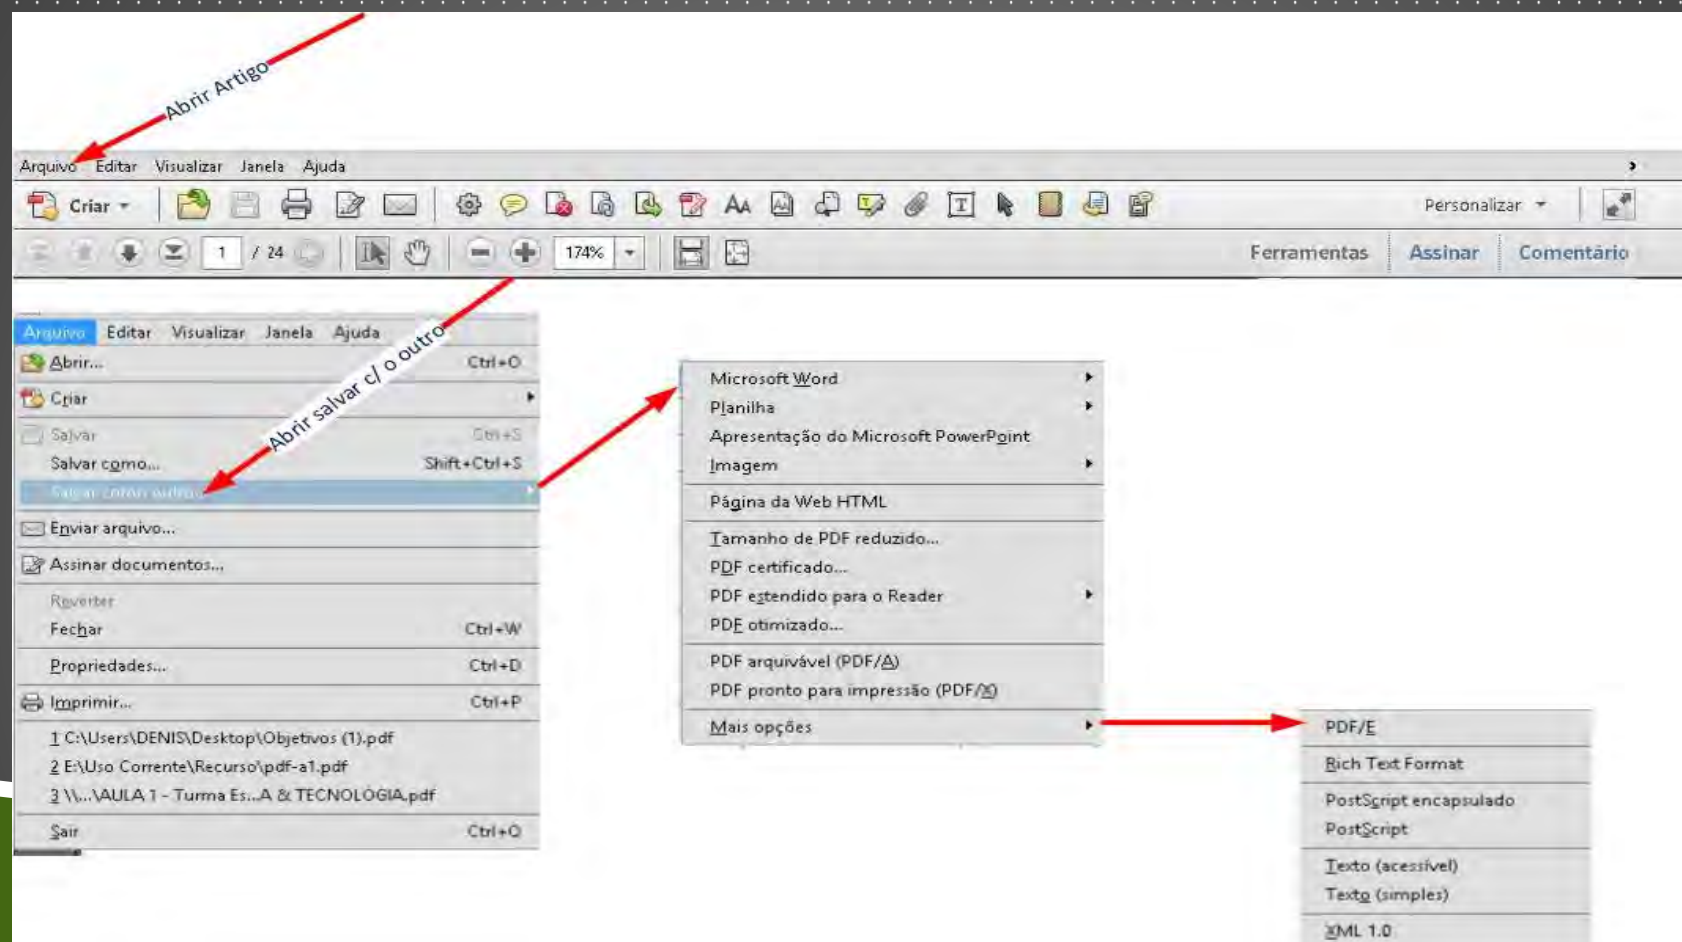 Abrir Artigo
Arquivo Editar Visualizar Janela Ajuda
Criar Personalizar
1 / 24 174% Ferramentas Assinar Comentário
Arquivo Editar Visualizar Janela Ajuda
Abrir salvar c/ o outro
Abrir... Ctrl+O
Criar
Salvar Ctrl+S
Salvar como... Shift+Ctrl+S
Salvar
Enviar arquivo...
Assinar documentos...
Reverter
Fechar Ctrl+W
Propriedades... Ctrl+D
Imprimir... Ctrl+P
1 C:\Users\DENIS\Desktop\Objetivos (1).pdf
2 E:\Uso Corrente\Recurso\pdf-a1.pdf
3 \\...\AULA 1 - Turma Es...A & TECNOLOGIA.pdf
Sair Ctrl+Q
Microsoft Word
Planilha
Apresentação do Microsoft PowerPoint
Imagem
Página da Web HTML
Tamanho de PDF reduzido...
PDF certificado...
PDF estendido para o Reader
PDF otimizado...
PDF arquivável (PDF/A)
PDF pronto para impressão (PDF/X)
Mais opções
PDF/E
Rich Text Format
PostScript encapsulado
PostScript
Texto (acessível)
Texto (simples)
XML 1.0